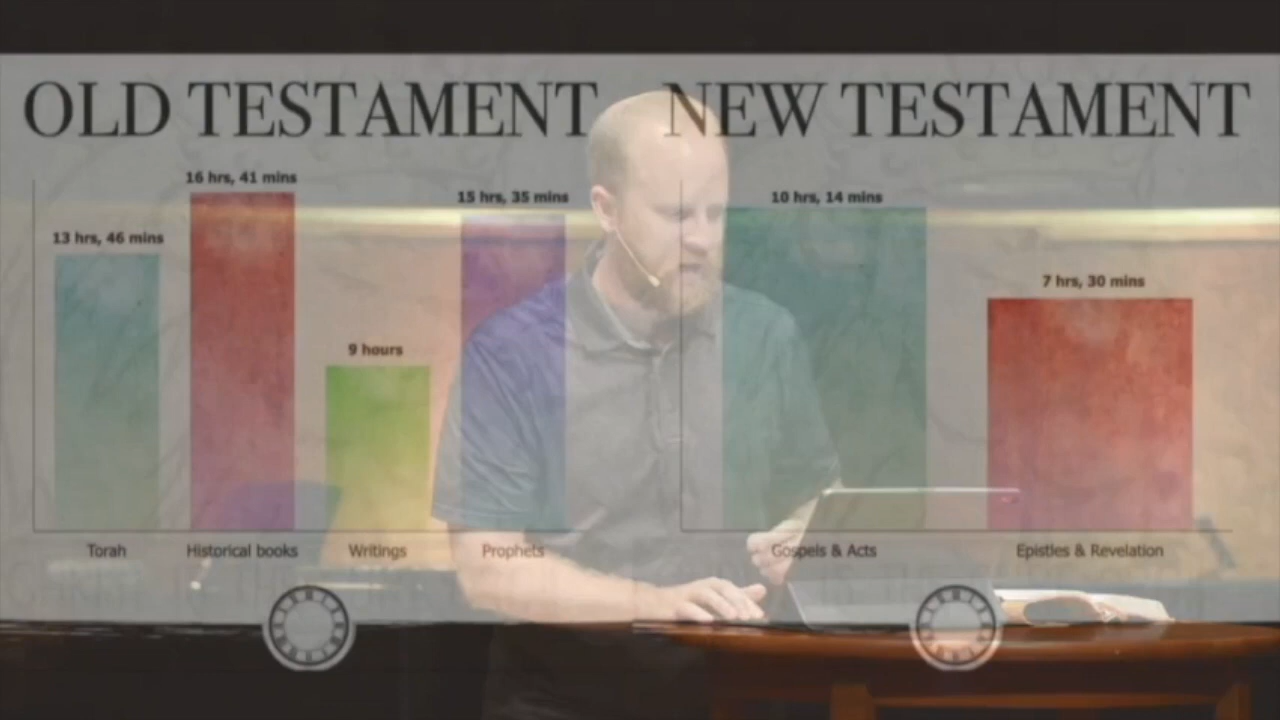 OLD TESTAMENT
NEW TESTAMENT
16 hrs, 41 mins
15 hrs, 35 mins
10 hrs, 14 mins
13 hrs, 46 mins
7 hrs, 30 mins
9 hours
Torah
Historical books
Writings
Prophets
Gospels & Acts
Epistles & Revelation